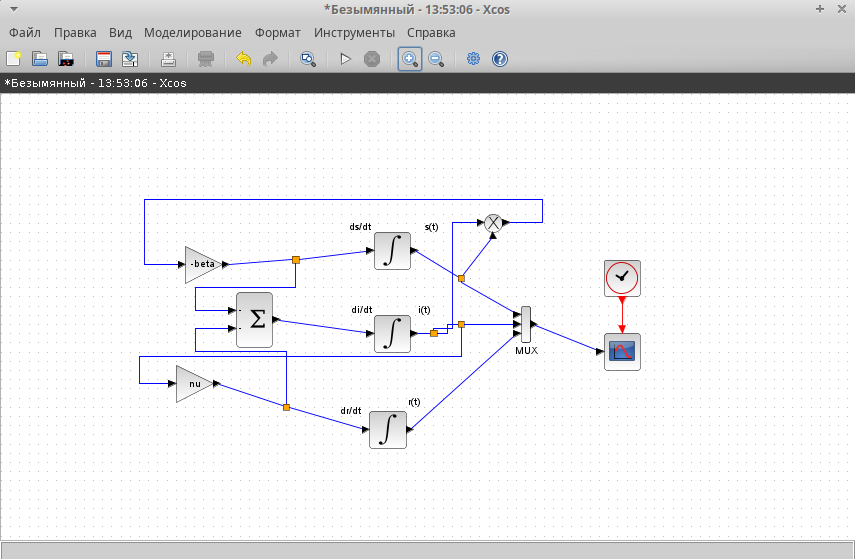 *Безымянный - 13:53:06 - Xcos
Файл Правка Вид Моделирование Формат Инструменты Справка
*Безымянный - 13:53:06 - Xcos
ds/dt s(t)
X
-beta
∫
di/dt i(t)
-
Σ
-
∫
MUX
nu
dr/dt r(t)
∫